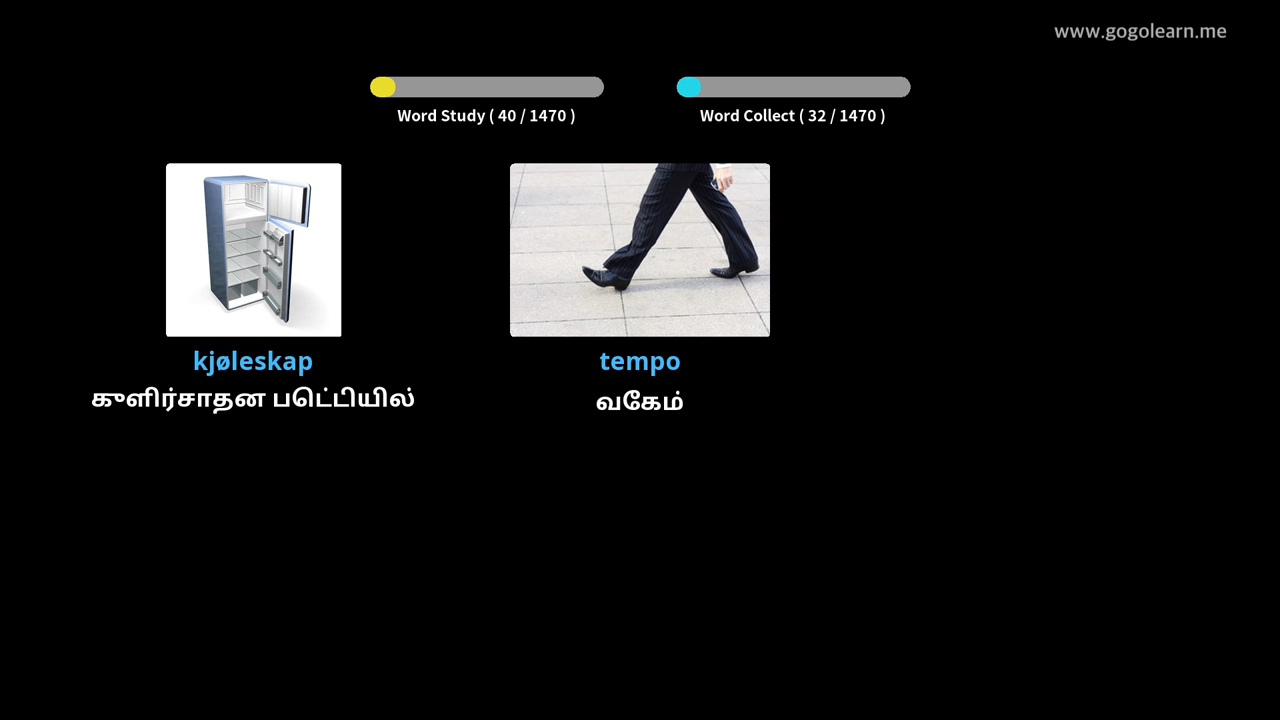 www.gogolearn.me
Word Study ( 40 / 1470 )
Word Collect ( 32 / 1470 )
kjøleskap
tempo
குளிர்சாதன பெட்டியில்
வேகம்